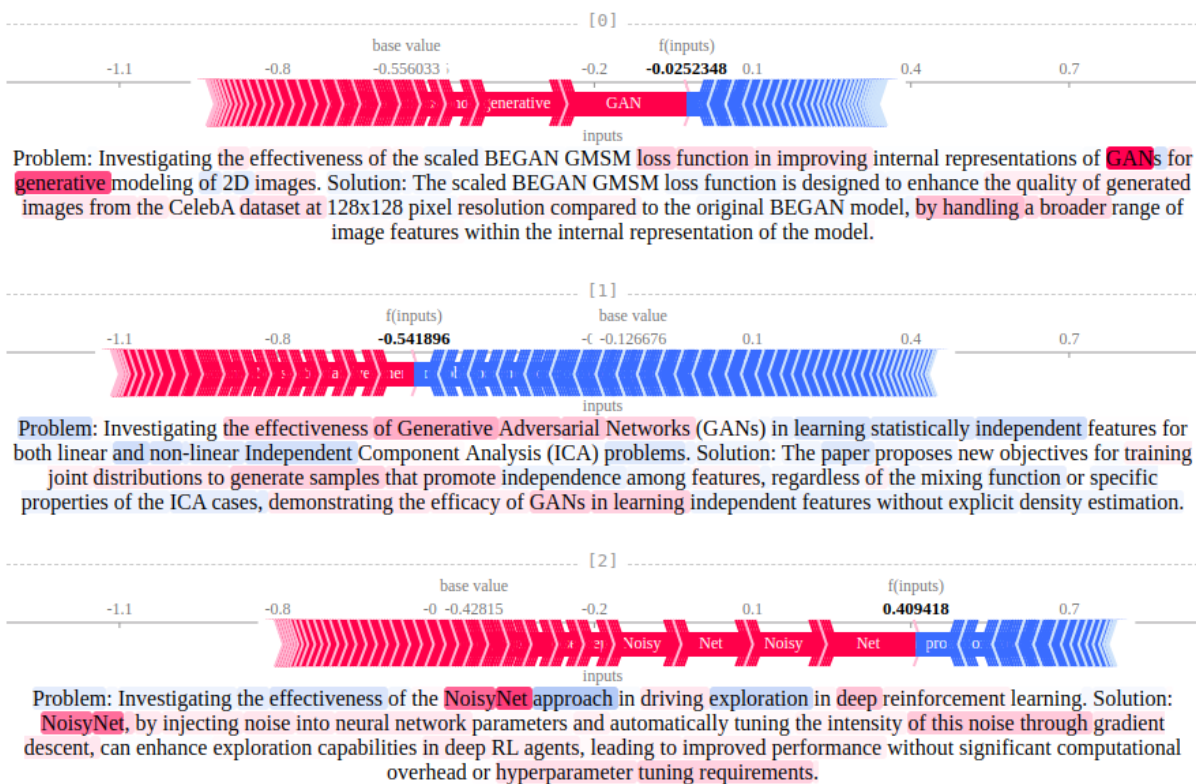 [0]
base value f(inputs)
-1.1 -0.8 -0.556033 -0.2 -0.0252348 0.1 0.4 0.7
generative GAN
inputs
Problem: Investigating the effectiveness of the scaled BEGAN GMSM loss function in improving internal representations of GANs for
generative modeling of 2D images. Solution: The scaled BEGAN GMSM loss function is designed to enhance the quality of generated
images from the CelebA dataset at 128x128 pixel resolution compared to the original BEGAN model, by handling a broader range of
image features within the internal representation of the model.
[1]
f(inputs) base value
-1.1 -0.8 -0.541896 -0.126676 0.1 0.4 0.7
inputs
Problem: Investigating the effectiveness of Generative Adversarial Networks (GANs) in learning statistically independent features for
both linear and non-linear Independent Component Analysis (ICA) problems. Solution: The paper proposes new objectives for training
joint distributions to generate samples that promote independence among features, regardless of the mixing function or specific
properties of the ICA cases, demonstrating the efficacy of GANs in learning independent features without explicit density estimation.
[2]
base value f(inputs)
-1.1 -0.8 -0.42815 -0.2 0.1 0.409418 0.7
Noisy Net Noisy Net pro
inputs
Problem: Investigating the effectiveness of the NoisyNet approach in driving exploration in deep reinforcement learning. Solution:
NoisyNet, by injecting noise into neural network parameters and automatically tuning the intensity of this noise through gradient
descent, can enhance exploration capabilities in deep RL agents, leading to improved performance without significant computational
overhead or hyperparameter tuning requirements.